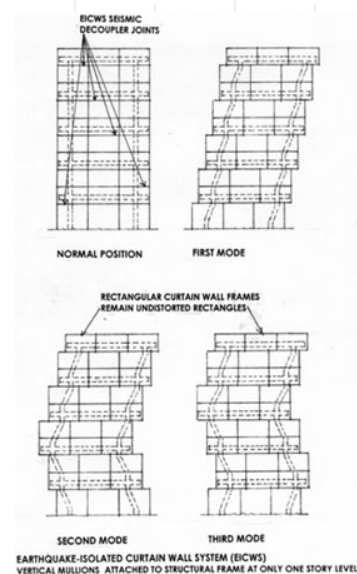 EICWS SEISMIC
DECOUPLER JOINTS
NORMAL POSITION
FIRST MODE
RECTANGULAR CURTAIN WALL FRAMES
REMAIN UNDISTORTED RECTANGLES
SECOND MODE
THIRD MODE
EARTHQUAKE-ISOLATED CURTAIN WALL SYSTEM (EICWS)
VERTICAL MULLIONS ATTACHED TO STRUCTURAL FRAME AT ONLY ONE STORY LEVEL